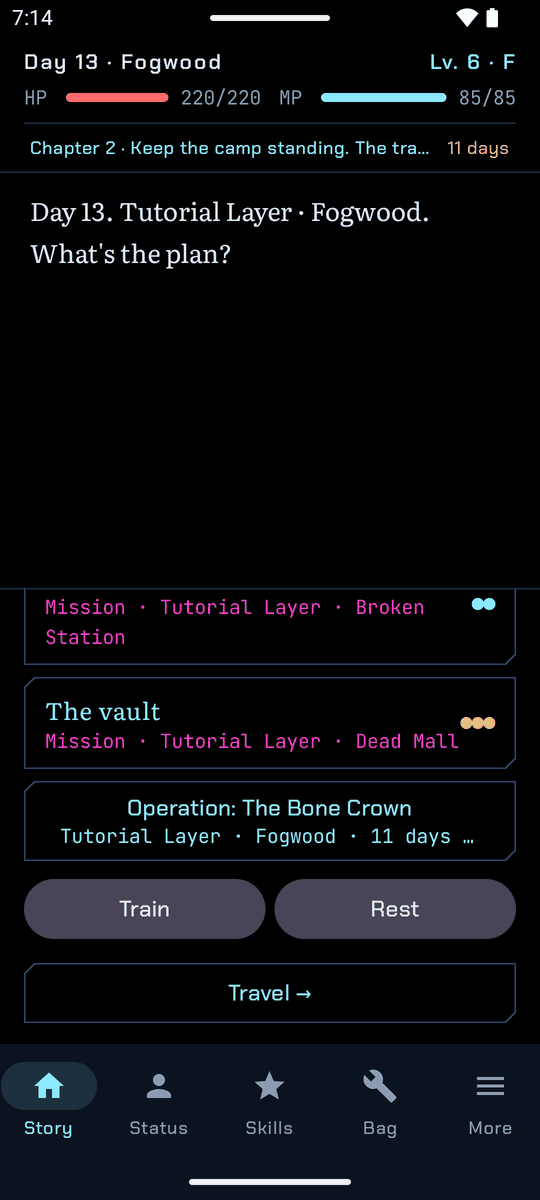 7:14
Day 13 · Fogwood
Lv. 6 · F
HP 220/220 MP 85/85
Chapter 2 · Keep the camp standing. The tra… 11 days
Day 13. Tutorial Layer · Fogwood.
What's the plan?
Mission · Tutorial Layer · Broken
Station
The vault
Mission · Tutorial Layer · Dead Mall
Operation: The Bone Crown
Tutorial Layer · Fogwood · 11 days …
Train
Rest
Travel →
Story
Status
Skills
Bag
More